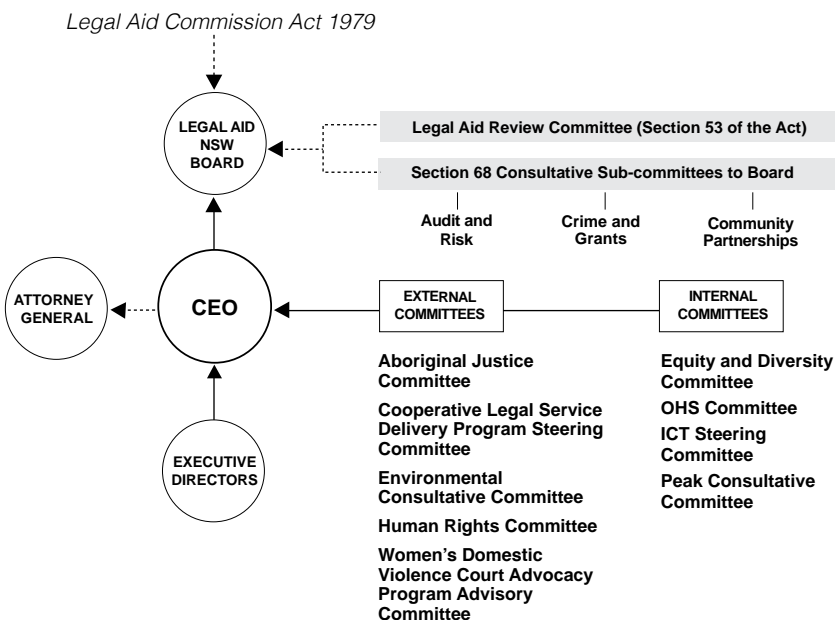 Legal Aid Commission Act 1979
LEGAL AID
NSW
BOARD
Legal Aid Review Committee (Section 53 of the Act)
Section 68 Consultative Sub-committees to Board
Audit and
Risk
Crime and
Grants
Community
Partnerships
ATTORNEY
GENERAL
CEO
EXTERNAL
COMMITTEES
INTERNAL
COMMITTEES
EXECUTIVE
DIRECTORS
Aboriginal Justice
Committee
Cooperative Legal Service
Delivery Program Steering
Committee
Environmental
Consultative Committee
Human Rights Committee
Women's Domestic
Violence Court Advocacy
Program Advisory
Committee
Equity and Diversity
Committee
OHS Committee
ICT Steering
Committee
Peak Consultative
Committee